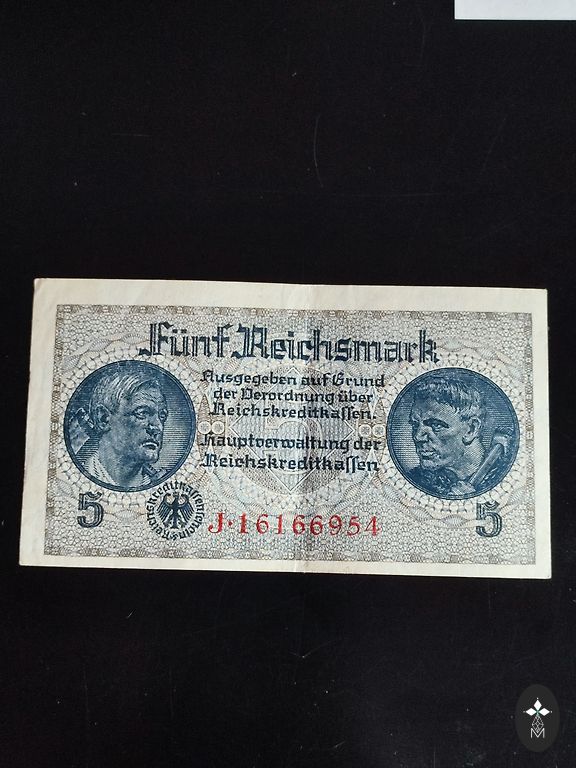 Fünf Reichsmark
Ausgegeben auf Grund
der Verordnung über
Reichskreditkassen.
Hauptverwaltung der
Reichskreditkassen
5
J·16166954
5
M